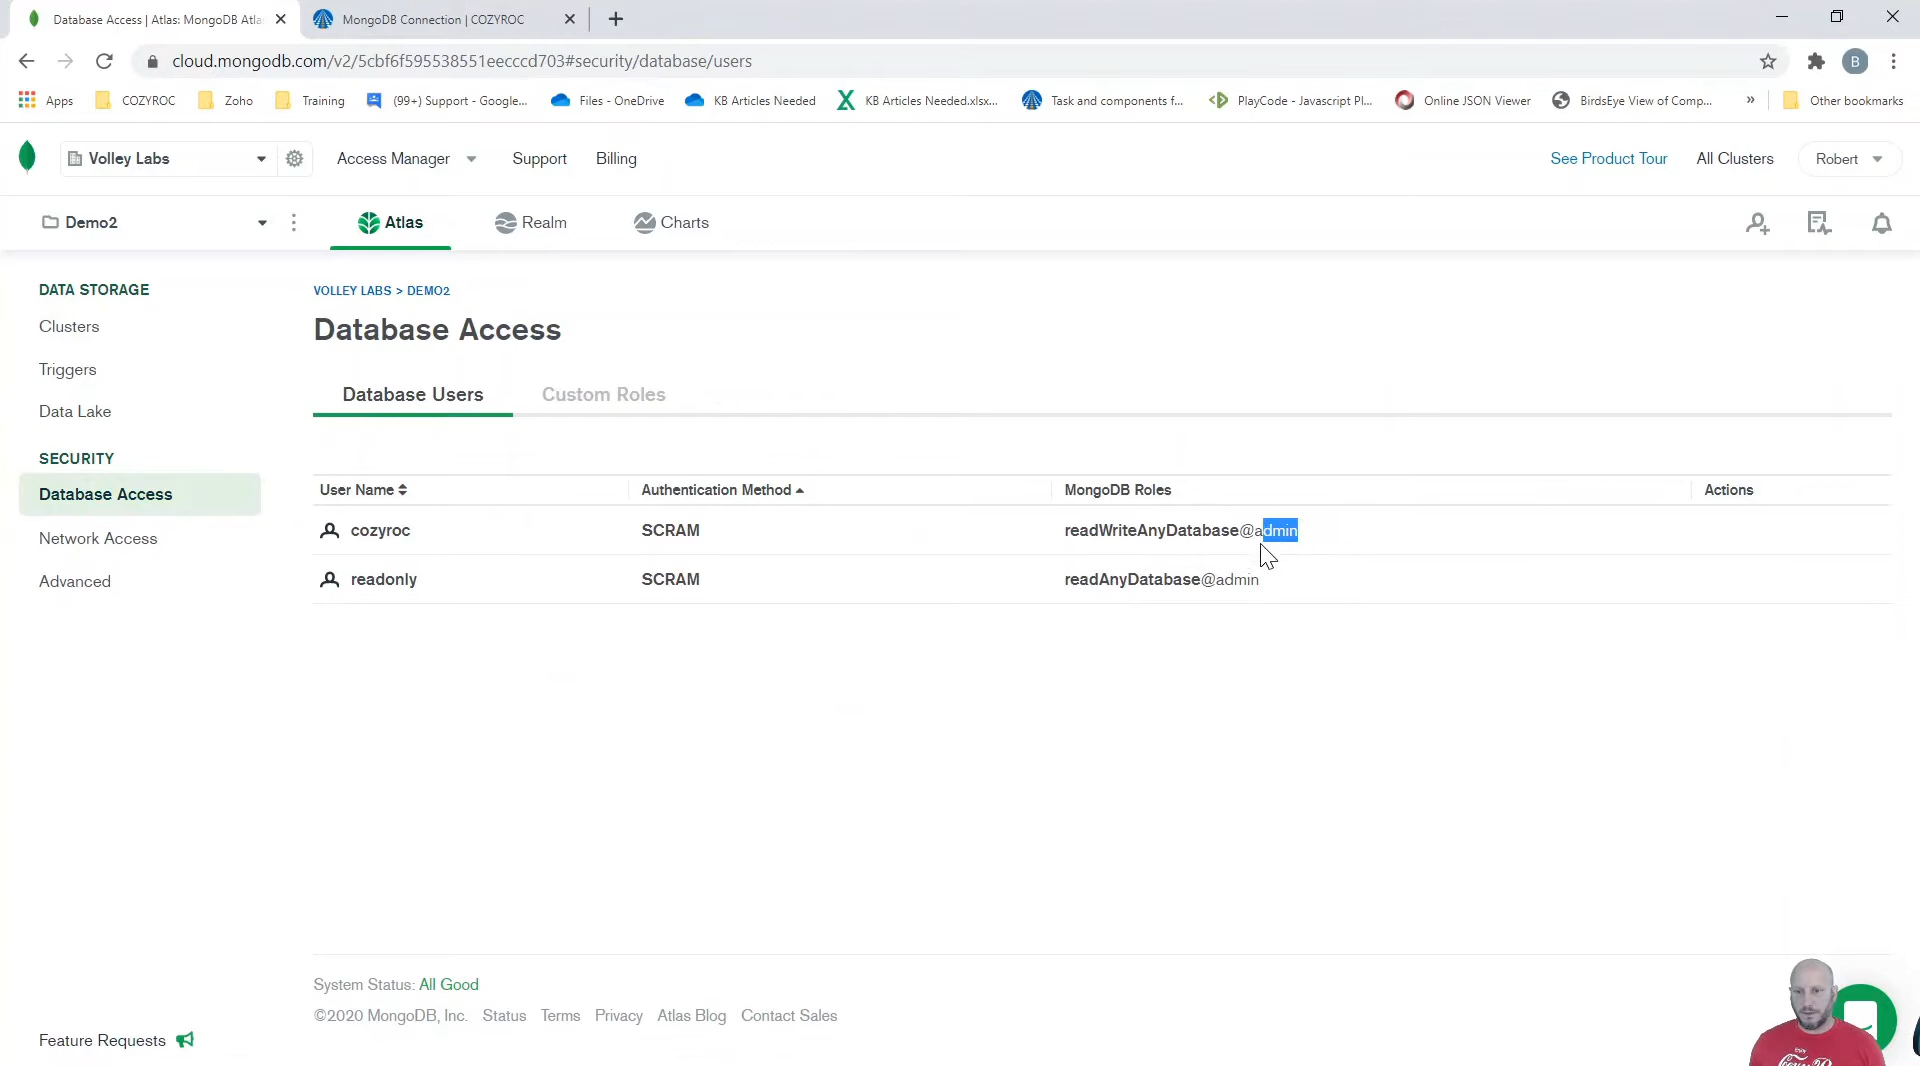 Database Access | Atlas: MongoDB Atla
MongoDB Connection | COZYROC
cloud.mongodb.com/v2/5cbf6f595538551eecccd703#security/database/users
B
Apps
COZYROC
Zoho
Training
(99+) Support - Google...
Files - OneDrive
KB Articles Needed
KB Articles Needed.xlsx...
Task and components f...
PlayCode - Javascript Pl...
Online JSON Viewer
BirdsEye View of Comp...
»
Other bookmarks
Volley Labs
Access Manager
Support
Billing
See Product Tour
All Clusters
Robert
Demo2
Atlas
Realm
Charts
DATA STORAGE
Clusters
Triggers
Data Lake
SECURITY
Database Access
Network Access
Advanced
VOLLEY LABS > DEMO2
Database Access
Database Users
Custom Roles
User Name
Authentication Method
MongoDB Roles
Actions
cozyroc
SCRAM
readWriteAnyDatabase@admin
readonly
SCRAM
readAnyDatabase@admin
System Status: All Good
©2020 MongoDB, Inc.
Status
Terms
Privacy
Atlas Blog
Contact Sales
Feature Requests